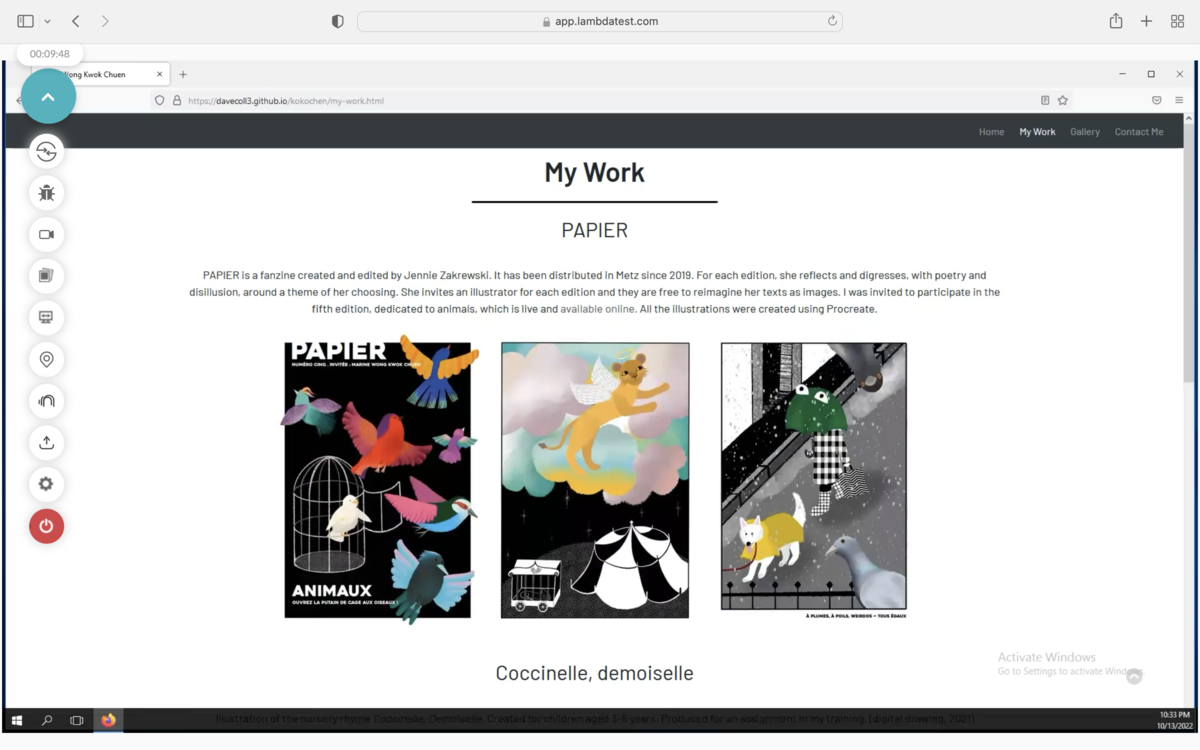 app.lambdatest.com
00:09:48
Wong Kwok Chuen
https://davecoll3.github.io/kokochen/my-work.html
Home My Work Gallery Contact Me
My Work
PAPIER
PAPIER is a fanzine created and edited by Jennie Zakrewski. It has been distributed in Metz since 2019. For each edition, she reflects and digresses, with poetry and
disillusion, around a theme of her choosing. She invites an illustrator for each edition and they are free to reimagine her texts as images. I was invited to participate in the
fifth edition, dedicated to animals, which is live and available online. All the illustrations were created using Procreate.
PAPIER
NUMÉRO CINQ . INVITÉE : MARINE WONG KWOK CHUEN
ANIMAUX
OUVREZ LA PUTAIN DE CAGE AUX OISEAUX !
À PLUMES, À POILS, WEIRDOS — TOUS ÉGAUX
Coccinelle, demoiselle
Activate Windows
Go to Settings to activate Windows.
Illustration of the nursery rhyme Coccinelle, Demoiselle. Created for children aged 3-6 years. Produced for an assignment in my training. (digital drawing, 2021)
10:33 PM
10/13/2022